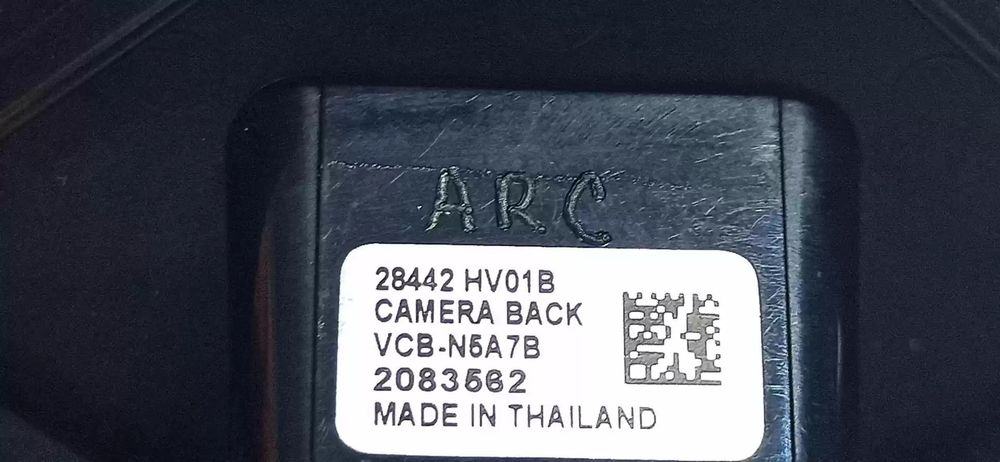 ARC
28442 HV01B
CAMERA BACK
VCB-N5A7B
2083562
MADE IN THAILAND